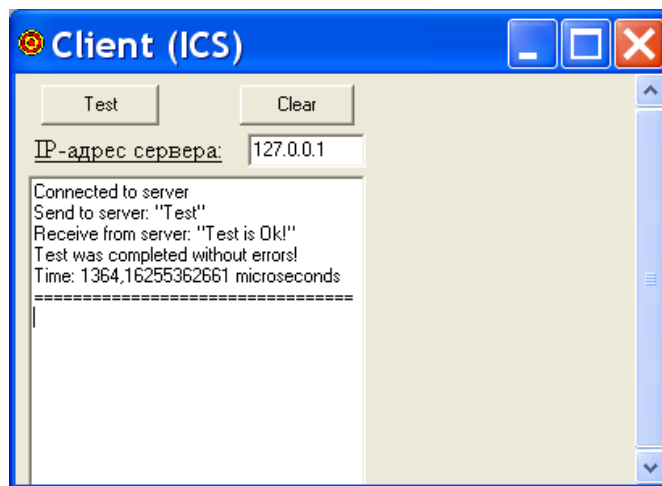 Client (ICS)
Test Clear
IP-адрес сервера: 127.0.0.1
Connected to server
Send to server: "Test"
Receive from server: "Test is Ok!"
Test was completed without errors!
Time: 1364,16255362661 microseconds
=================================